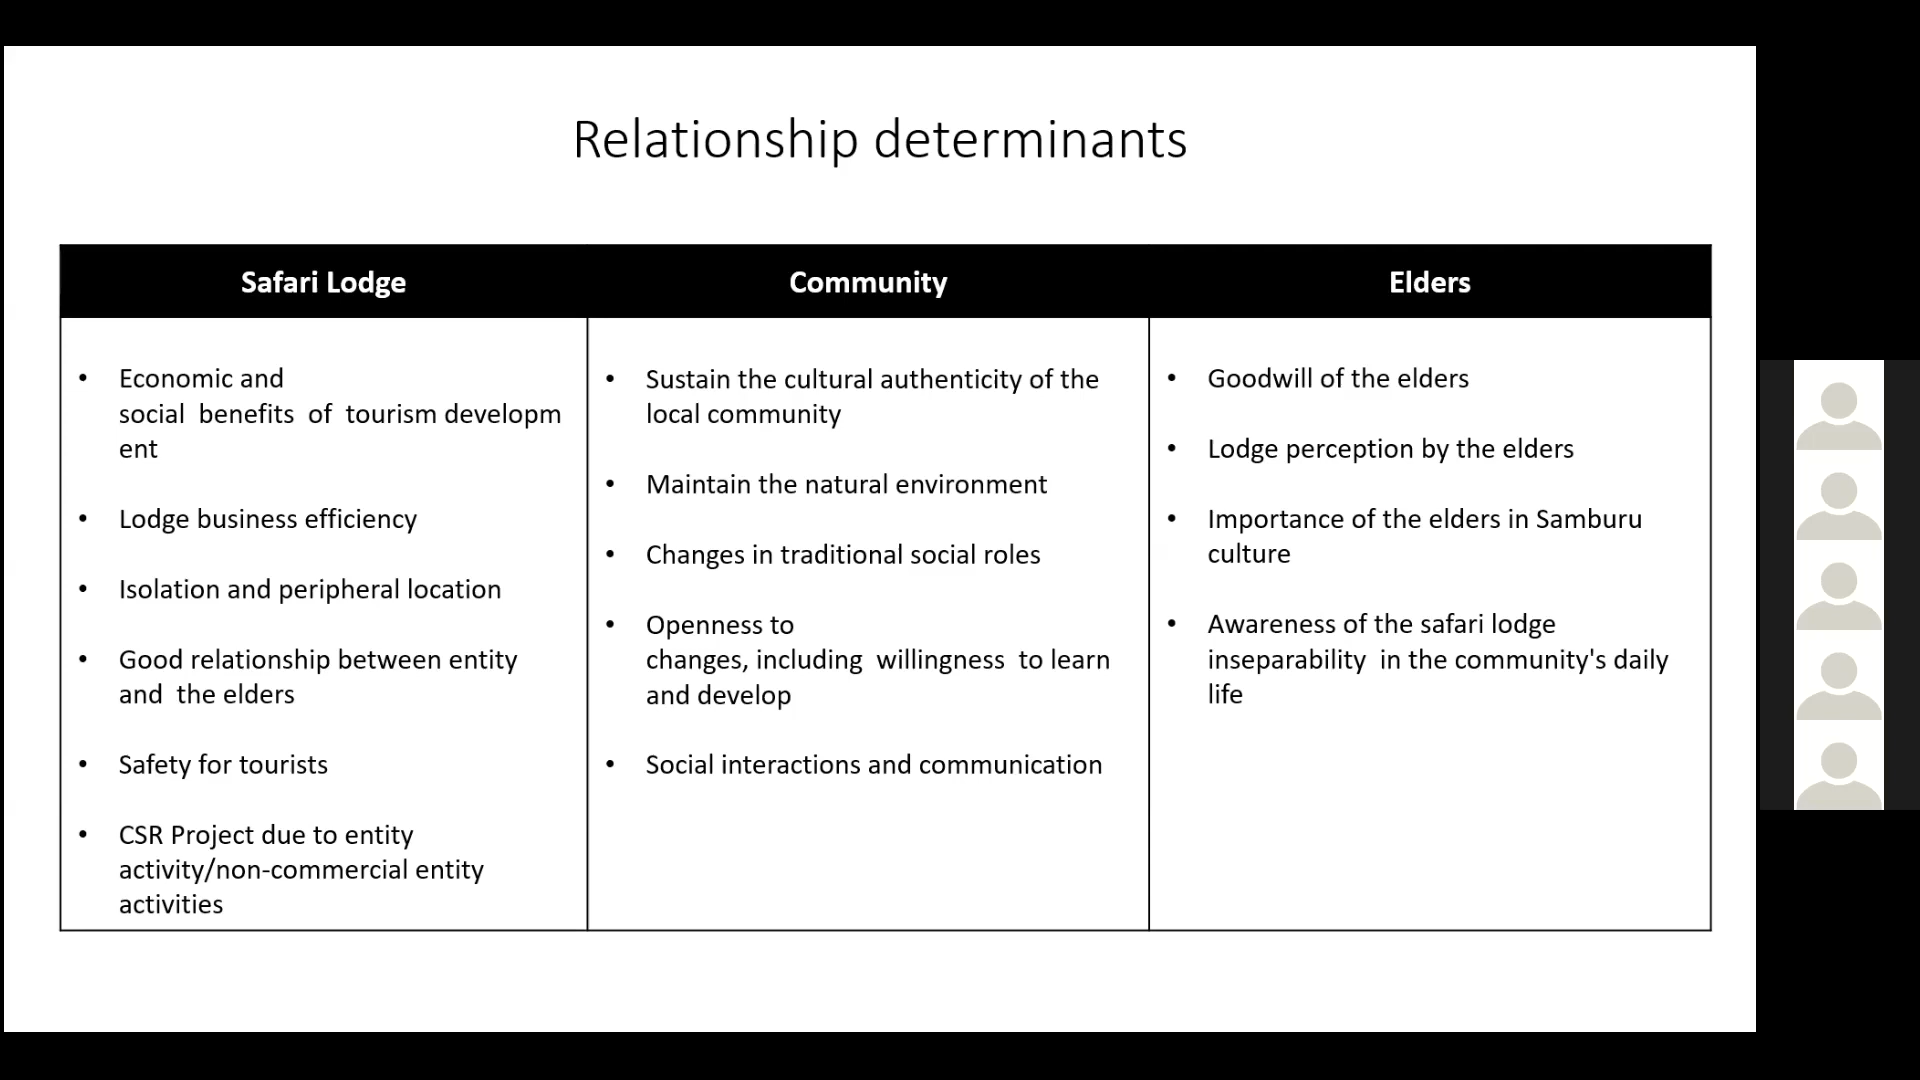 Relationship determinants
Safari Lodge
Community
Elders
• Economic and
social  benefits  of  tourism developm
ent
• Lodge business efficiency
• Isolation and peripheral location
• Good relationship between entity
and  the elders
• Safety for tourists
• CSR Project due to entity
activity/non-commercial entity
activities
• Sustain the cultural authenticity of the
local community
• Maintain the natural environment
• Changes in traditional social roles
• Openness to
changes, including  willingness  to learn
and develop
• Social interactions and communication
• Goodwill of the elders
• Lodge perception by the elders
• Importance of the elders in Samburu
culture
• Awareness of the safari lodge
inseparability  in the community's daily
life